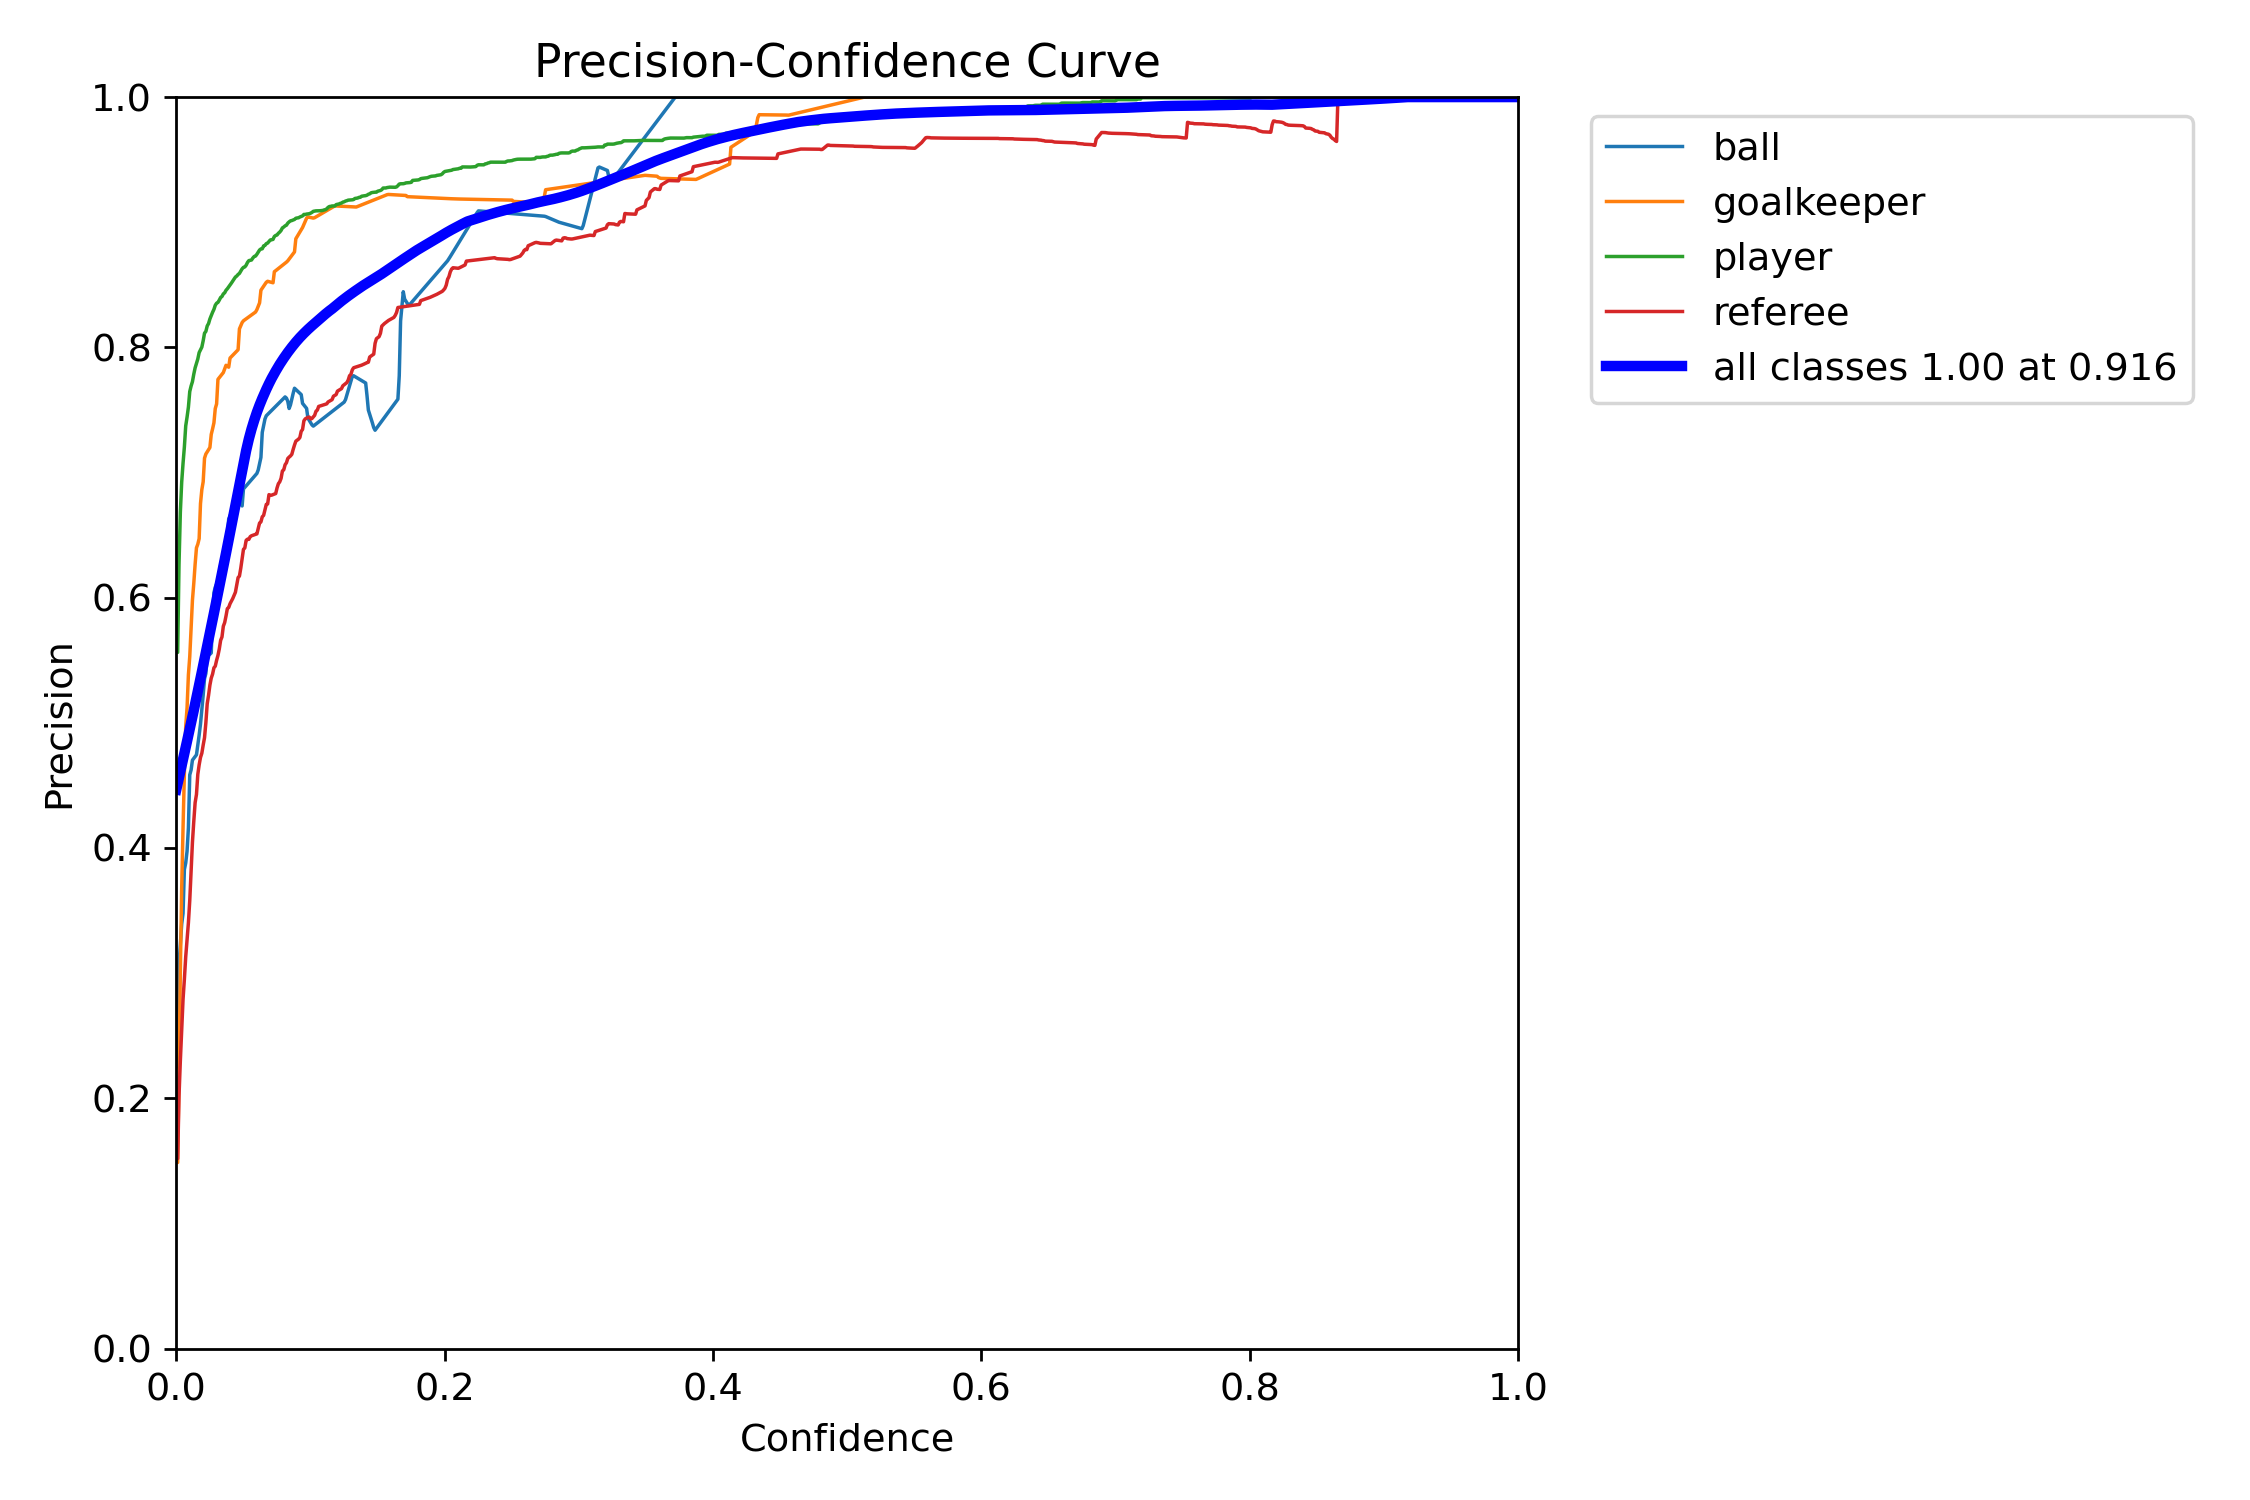 Precision-Confidence Curve
1.0
0.8
0.6
0.4
0.2
0.0
Precision
0.0 0.2 0.4 0.6 0.8 1.0
Confidence
ball
goalkeeper
player
referee
all classes 1.00 at 0.916